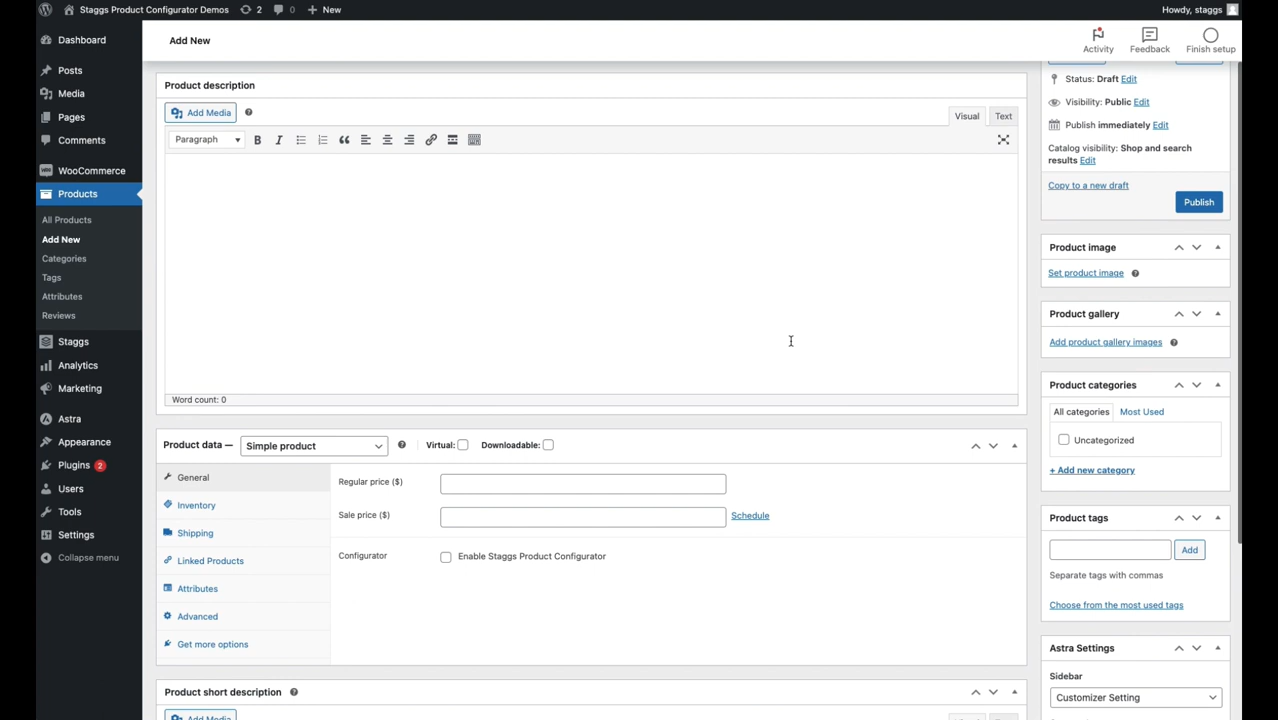 Staggs Product Configurator Demos 2 0 New
Howdy, staggs
Dashboard
Posts
Media
Pages
Comments
WooCommerce
Products
All Products
Add New
Categories
Tags
Attributes
Reviews
Staggs
Analytics
Marketing
Astra
Appearance
Plugins 2
Users
Tools
Settings
Collapse menu
Add New
Activity
Feedback
Finish setup
Product description
Add Media
Visual Text
Paragraph
Word count: 0
Product data — Simple product Virtual: Downloadable:
General
Inventory
Shipping
Linked Products
Attributes
Advanced
Get more options
Regular price ($)
Sale price ($)
Schedule
Configurator Enable Staggs Product Configurator
Product short description
Add Media
Status: Draft Edit
Visibility: Public Edit
Publish immediately Edit
Catalog visibility: Shop and search
results Edit
Copy to a new draft
Publish
Product image
Set product image
Product gallery
Add product gallery images
Product categories
All categories Most Used
Uncategorized
+ Add new category
Product tags
Add
Separate tags with commas
Choose from the most used tags
Astra Settings
Sidebar
Customizer Setting